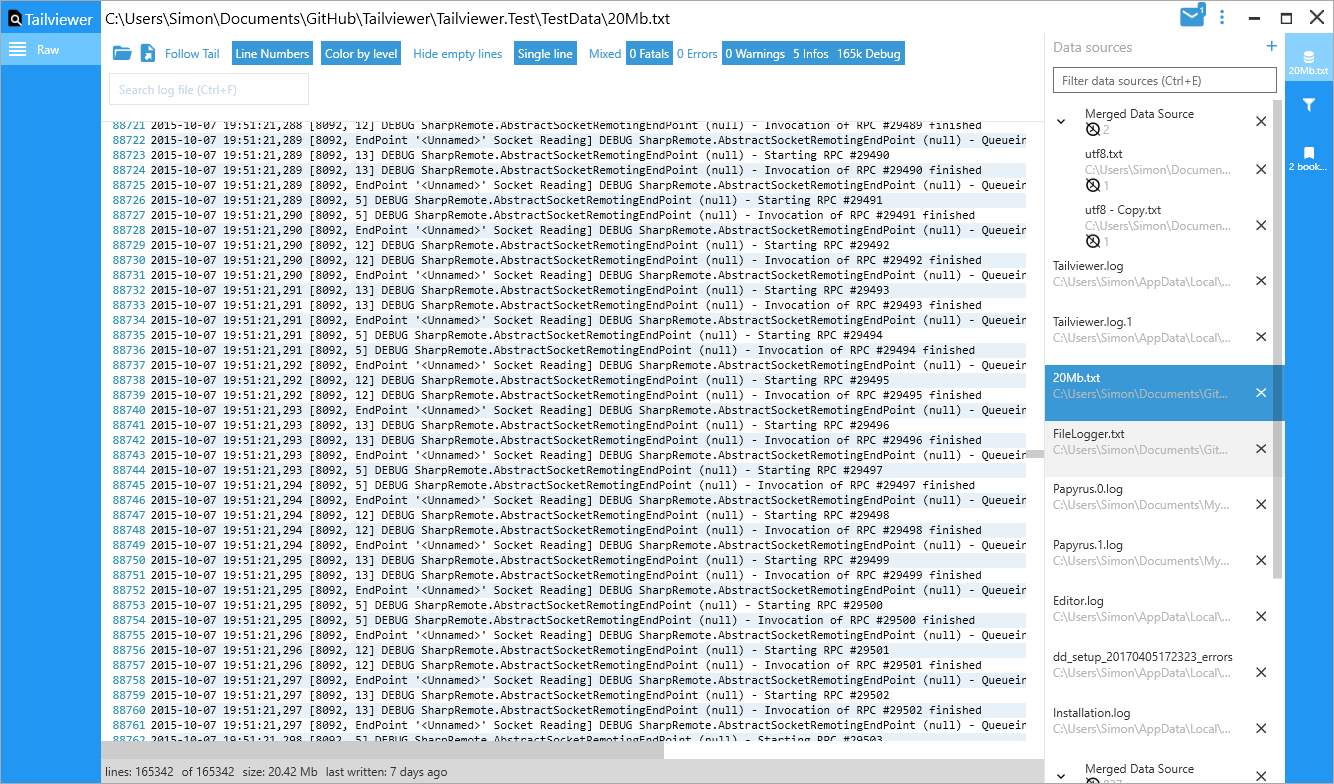 Tailviewer
C:\Users\Simon\Documents\GitHub\Tailviewer\Tailviewer.Test\TestData\20Mb.txt
1
Raw
Follow Tail Line Numbers Color by level Hide empty lines Single line Mixed 0 Fatals 0 Errors 0 Warnings 5 Infos 165k Debug
Search log file (Ctrl+F)
88721 2015-10-07 19:51:21,288 [8092, 12] DEBUG SharpRemote.AbstractSocketRemotingEndPoint (null) - Invocation of RPC #29489 finished
88722 2015-10-07 19:51:21,289 [8092, EndPoint '<Unnamed>' Socket Reading] DEBUG SharpRemote.AbstractSocketRemotingEndPoint (null) - Queuein
88723 2015-10-07 19:51:21,289 [8092, 13] DEBUG SharpRemote.AbstractSocketRemotingEndPoint (null) - Starting RPC #29490
88724 2015-10-07 19:51:21,289 [8092, 13] DEBUG SharpRemote.AbstractSocketRemotingEndPoint (null) - Invocation of RPC #29490 finished
88725 2015-10-07 19:51:21,289 [8092, EndPoint '<Unnamed>' Socket Reading] DEBUG SharpRemote.AbstractSocketRemotingEndPoint (null) - Queuein
88726 2015-10-07 19:51:21,289 [8092, 5] DEBUG SharpRemote.AbstractSocketRemotingEndPoint (null) - Starting RPC #29491
88727 2015-10-07 19:51:21,290 [8092, 5] DEBUG SharpRemote.AbstractSocketRemotingEndPoint (null) - Invocation of RPC #29491 finished
88728 2015-10-07 19:51:21,290 [8092, EndPoint '<Unnamed>' Socket Reading] DEBUG SharpRemote.AbstractSocketRemotingEndPoint (null) - Queuein
88729 2015-10-07 19:51:21,290 [8092, 12] DEBUG SharpRemote.AbstractSocketRemotingEndPoint (null) - Starting RPC #29492
88730 2015-10-07 19:51:21,290 [8092, 12] DEBUG SharpRemote.AbstractSocketRemotingEndPoint (null) - Invocation of RPC #29492 finished
88731 2015-10-07 19:51:21,290 [8092, EndPoint '<Unnamed>' Socket Reading] DEBUG SharpRemote.AbstractSocketRemotingEndPoint (null) - Queuein
88732 2015-10-07 19:51:21,291 [8092, 13] DEBUG SharpRemote.AbstractSocketRemotingEndPoint (null) - Starting RPC #29493
88733 2015-10-07 19:51:21,291 [8092, 13] DEBUG SharpRemote.AbstractSocketRemotingEndPoint (null) - Invocation of RPC #29493 finished
88734 2015-10-07 19:51:21,291 [8092, EndPoint '<Unnamed>' Socket Reading] DEBUG SharpRemote.AbstractSocketRemotingEndPoint (null) - Queuein
88735 2015-10-07 19:51:21,291 [8092, 5] DEBUG SharpRemote.AbstractSocketRemotingEndPoint (null) - Starting RPC #29494
88736 2015-10-07 19:51:21,291 [8092, 5] DEBUG SharpRemote.AbstractSocketRemotingEndPoint (null) - Invocation of RPC #29494 finished
88737 2015-10-07 19:51:21,292 [8092, EndPoint '<Unnamed>' Socket Reading] DEBUG SharpRemote.AbstractSocketRemotingEndPoint (null) - Queuein
88738 2015-10-07 19:51:21,292 [8092, 12] DEBUG SharpRemote.AbstractSocketRemotingEndPoint (null) - Starting RPC #29495
88739 2015-10-07 19:51:21,292 [8092, 12] DEBUG SharpRemote.AbstractSocketRemotingEndPoint (null) - Invocation of RPC #29495 finished
88740 2015-10-07 19:51:21,293 [8092, EndPoint '<Unnamed>' Socket Reading] DEBUG SharpRemote.AbstractSocketRemotingEndPoint (null) - Queuein
88741 2015-10-07 19:51:21,293 [8092, 13] DEBUG SharpRemote.AbstractSocketRemotingEndPoint (null) - Starting RPC #29496
88742 2015-10-07 19:51:21,293 [8092, 13] DEBUG SharpRemote.AbstractSocketRemotingEndPoint (null) - Invocation of RPC #29496 finished
88743 2015-10-07 19:51:21,293 [8092, EndPoint '<Unnamed>' Socket Reading] DEBUG SharpRemote.AbstractSocketRemotingEndPoint (null) - Queuein
88744 2015-10-07 19:51:21,293 [8092, 5] DEBUG SharpRemote.AbstractSocketRemotingEndPoint (null) - Starting RPC #29497
88745 2015-10-07 19:51:21,294 [8092, 5] DEBUG SharpRemote.AbstractSocketRemotingEndPoint (null) - Invocation of RPC #29497 finished
88746 2015-10-07 19:51:21,294 [8092, EndPoint '<Unnamed>' Socket Reading] DEBUG SharpRemote.AbstractSocketRemotingEndPoint (null) - Queuein
88747 2015-10-07 19:51:21,294 [8092, 12] DEBUG SharpRemote.AbstractSocketRemotingEndPoint (null) - Starting RPC #29498
88748 2015-10-07 19:51:21,294 [8092, 12] DEBUG SharpRemote.AbstractSocketRemotingEndPoint (null) - Invocation of RPC #29498 finished
88749 2015-10-07 19:51:21,294 [8092, EndPoint '<Unnamed>' Socket Reading] DEBUG SharpRemote.AbstractSocketRemotingEndPoint (null) - Queuein
88750 2015-10-07 19:51:21,295 [8092, 13] DEBUG SharpRemote.AbstractSocketRemotingEndPoint (null) - Starting RPC #29499
88751 2015-10-07 19:51:21,295 [8092, 13] DEBUG SharpRemote.AbstractSocketRemotingEndPoint (null) - Invocation of RPC #29499 finished
88752 2015-10-07 19:51:21,295 [8092, EndPoint '<Unnamed>' Socket Reading] DEBUG SharpRemote.AbstractSocketRemotingEndPoint (null) - Queuein
88753 2015-10-07 19:51:21,295 [8092, 5] DEBUG SharpRemote.AbstractSocketRemotingEndPoint (null) - Starting RPC #29500
88754 2015-10-07 19:51:21,295 [8092, 5] DEBUG SharpRemote.AbstractSocketRemotingEndPoint (null) - Invocation of RPC #29500 finished
88755 2015-10-07 19:51:21,296 [8092, EndPoint '<Unnamed>' Socket Reading] DEBUG SharpRemote.AbstractSocketRemotingEndPoint (null) - Queuein
88756 2015-10-07 19:51:21,296 [8092, 12] DEBUG SharpRemote.AbstractSocketRemotingEndPoint (null) - Starting RPC #29501
88757 2015-10-07 19:51:21,296 [8092, 12] DEBUG SharpRemote.AbstractSocketRemotingEndPoint (null) - Invocation of RPC #29501 finished
88758 2015-10-07 19:51:21,297 [8092, EndPoint '<Unnamed>' Socket Reading] DEBUG SharpRemote.AbstractSocketRemotingEndPoint (null) - Queuein
88759 2015-10-07 19:51:21,297 [8092, 13] DEBUG SharpRemote.AbstractSocketRemotingEndPoint (null) - Starting RPC #29502
88760 2015-10-07 19:51:21,297 [8092, 13] DEBUG SharpRemote.AbstractSocketRemotingEndPoint (null) - Invocation of RPC #29502 finished
88761 2015-10-07 19:51:21,297 [8092, EndPoint '<Unnamed>' Socket Reading] DEBUG SharpRemote.AbstractSocketRemotingEndPoint (null) - Queuein
88762 2015-10-07 19:51:21,298 [8092, 5] DEBUG SharpRemote.AbstractSocketRemotingEndPoint (null) - Starting RPC #29503
lines: 165342 of 165342 size: 20.42 Mb last written: 7 days ago
Data sources
Filter data sources (Ctrl+E)
Merged Data Source
2
utf8.txt
C:\Users\Simon\Documen...
1
utf8 - Copy.txt
C:\Users\Simon\Documen...
1
Tailviewer.log
C:\Users\Simon\AppData\Local\...
Tailviewer.log.1
C:\Users\Simon\AppData\Local\...
20Mb.txt
C:\Users\Simon\Documents\Git...
FileLogger.txt
C:\Users\Simon\Documents\Git...
Papyrus.0.log
C:\Users\Simon\Documents\My...
Papyrus.1.log
C:\Users\Simon\Documents\My...
Editor.log
C:\Users\Simon\AppData\Local\...
dd_setup_20170405172323_errors
C:\Users\Simon\AppData\Local\...
Installation.log
C:\Users\Simon\AppData\Local\...
Merged Data Source
20Mb.txt
2 book...